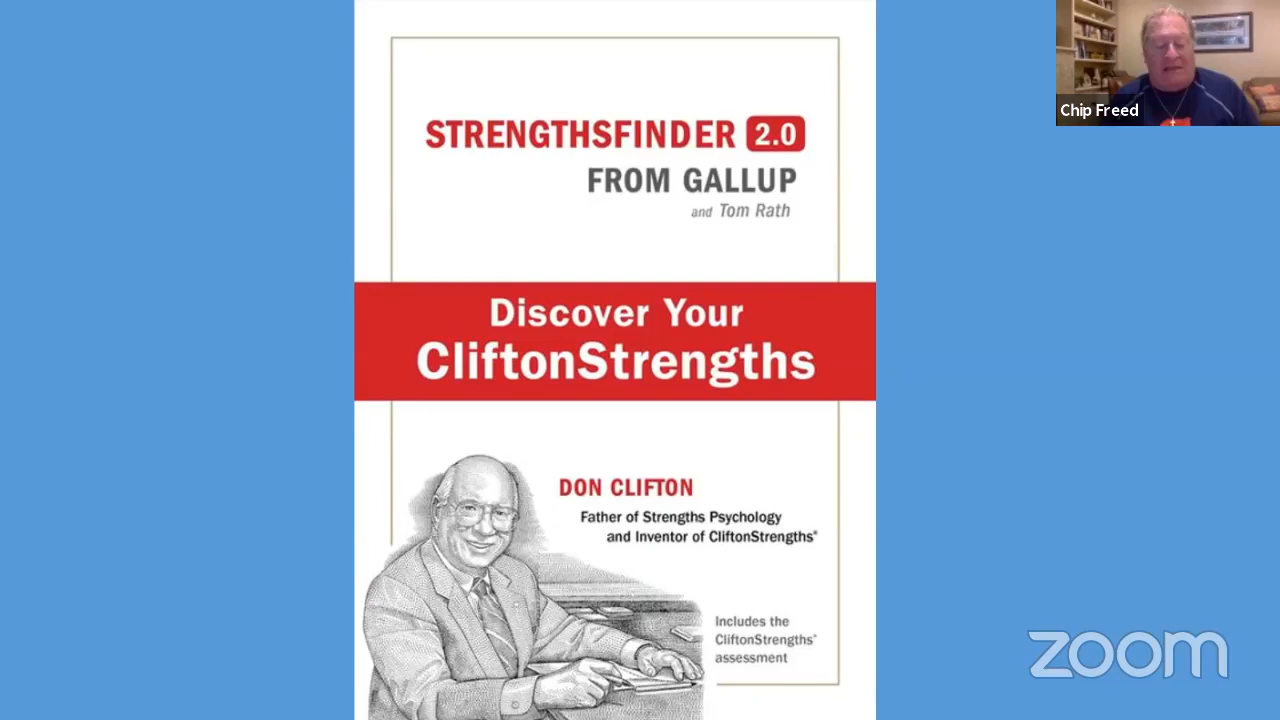 STRENGTHSFINDER 2.0
FROM GALLUP
and Tom Rath
Discover Your
CliftonStrengths
DON CLIFTON
Father of Strengths Psychology
and Inventor of CliftonStrengths®
Includes the
CliftonStrengths®
assessment
Chip Freed
zoom